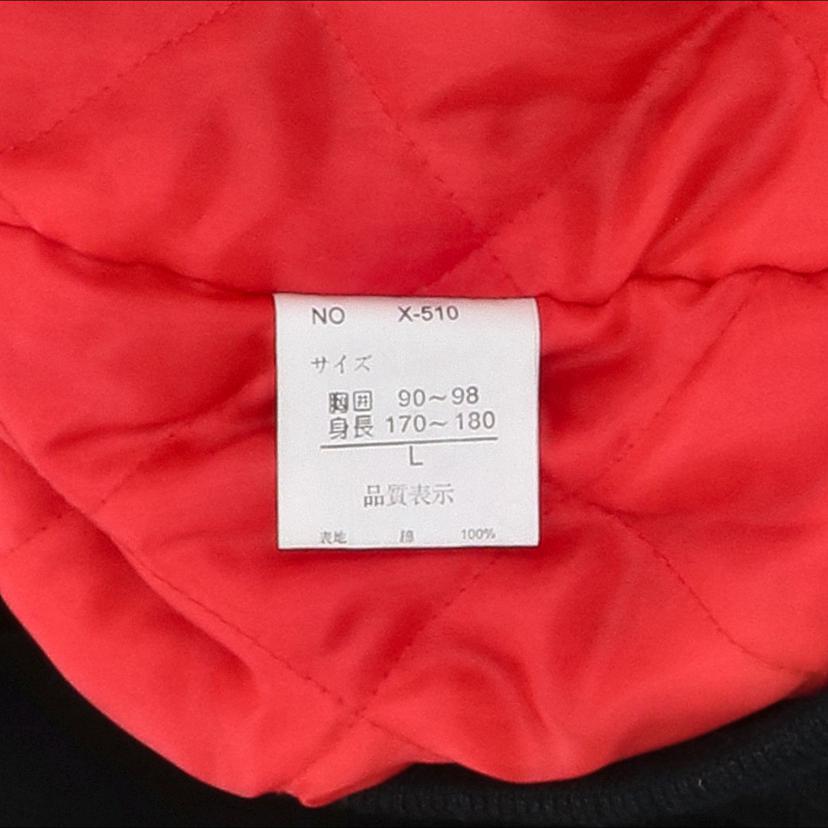 NO X-510
サイズ
胸囲 90～98
身長 170～180
L
品質表示
表地 綿 100%